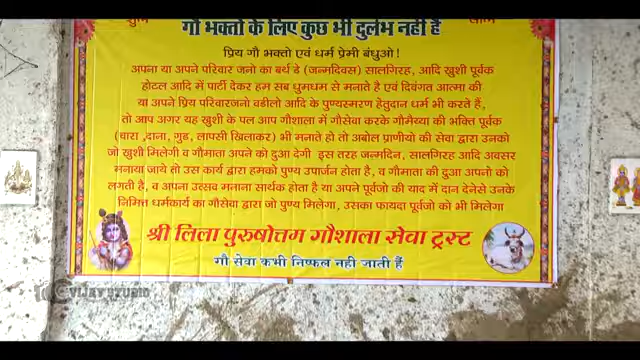 शुभ लाभ
गौ भक्तो के लिए कुछ भी दुर्लभ नहीं हैं
प्रिय गौ भक्तो एवं धर्म प्रेमी बंधुओ !
अपना या अपने परिवार जनो का बर्थ डे (जन्मदिवस) सालगिरह, आदि खुशी पूर्वक
होटल आदि में पार्टी देकर हम सब धुमधम से मनाते है एवं दिवंगत आत्मा की
या अपने प्रिय परिवारजनो वडीलो आदि के पुण्यस्मरण हेतुदान धर्म भी करते हैं,
तो आप अगर यह खुशी के पल आप गौशाला में गौसेवा करके गौमैय्या की भक्ति पूर्वक
(चारा ,दाना, गुड, लापसी खिलाकर) भी मनाते हो तो अबोल प्राणीयो की सेवा द्वारा उनको
जो खुशी मिलेगी व गौमाता अपने को दुआ देगी इस तरह जन्मदिन, सालगिरह आदि अवसर
मनाया जाये तो उस कार्य द्वारा हमको पुण्य उपार्जन होता है, व गौमाता की दुआ अपनो को
लगती है, व अपना उत्सव मनाना सार्थक होता है या अपने पूर्वजो की याद में दान देनेसे उनके
निमित्त धर्मकार्य का गौसेवा द्वारा जो पुण्य मिलेगा, उसका फायदा पूर्वजो को भी मिलेगा
श्री लिला पुरुषोत्तम गौशाला सेवा ट्रस्ट
गौ सेवा कभी निष्फल नही जाती हैं
VIJAY STUDIO